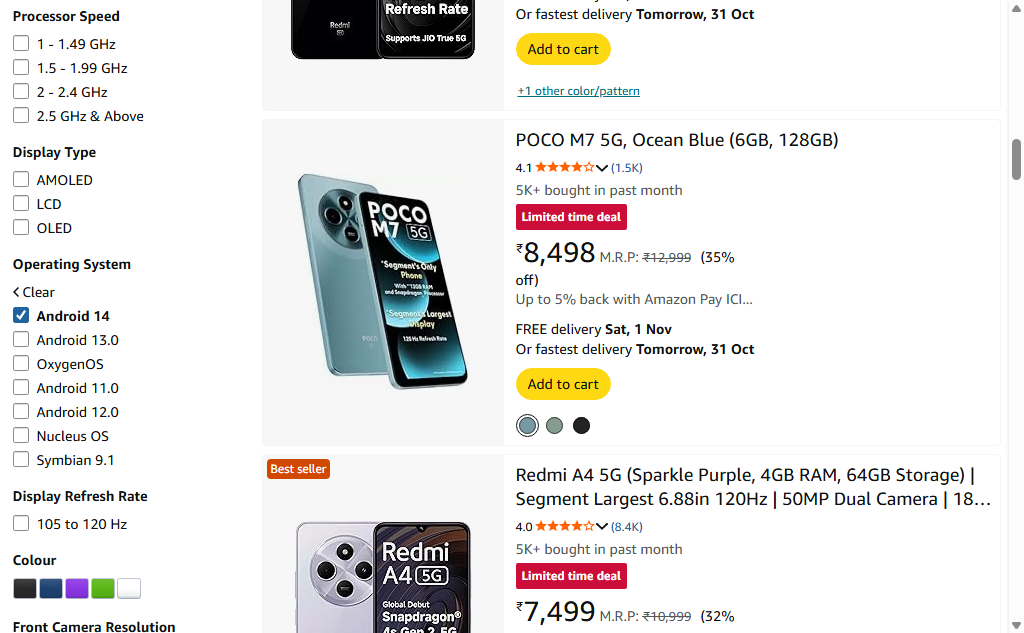 Processor Speed
1 - 1.49 GHz
1.5 - 1.99 GHz
2 - 2.4 GHz
2.5 GHz & Above
Display Type
AMOLED
LCD
OLED
Operating System
Clear
Android 14
Android 13.0
OxygenOS
Android 11.0
Android 12.0
Nucleus OS
Symbian 9.1
Display Refresh Rate
105 to 120 Hz
Colour
Front Camera Resolution
Redmi
5G
Refresh Rate
Supports JIO True 5G
Or fastest delivery Tomorrow, 31 Oct
Add to cart
+1 other color/pattern
POCO
M7 5G
"Segment's Only
Phone
With ~12GB RAM
and Snapdragon Processor
"Segment's Largest
Display
120 Hz Refresh Rate
POCO
POCO M7 5G, Ocean Blue (6GB, 128GB)
4.1 (1.5K)
5K+ bought in past month
Limited time deal
₹8,498 M.R.P: ₹12,999 (35%
off)
Up to 5% back with Amazon Pay ICI…
FREE delivery Sat, 1 Nov
Or fastest delivery Tomorrow, 31 Oct
Add to cart
Best seller
Redmi
A4 5G
Global Debut
Snapdragon®
4s Gen 2 5G
Redmi A4 5G (Sparkle Purple, 4GB RAM, 64GB Storage) |
Segment Largest 6.88in 120Hz | 50MP Dual Camera | 18…
4.0 (8.4K)
5K+ bought in past month
Limited time deal
₹7,499 M.R.P: ₹10,999 (32%